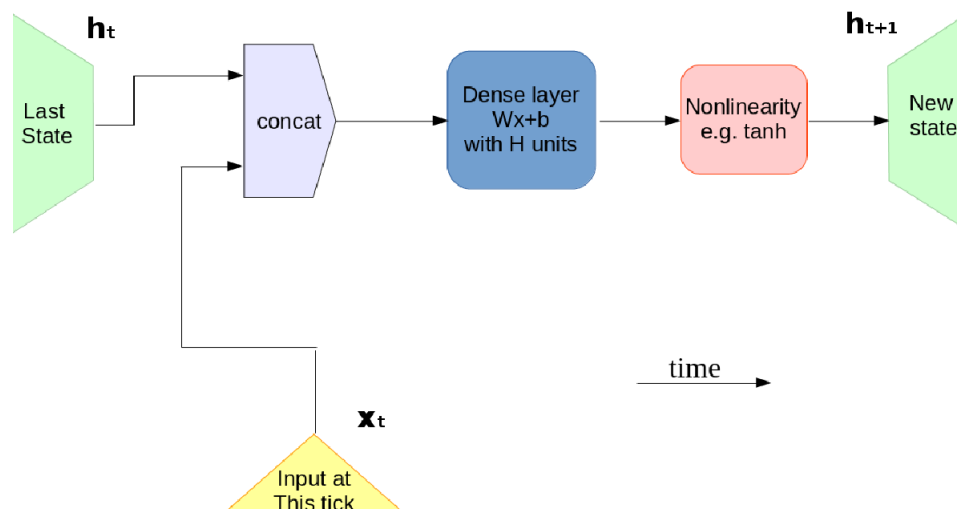 hₜ
hₜ₊₁
Last
State
concat
Dense layer
Wx+b
with H units
Nonlinearity
e.g. tanh
New
state
time
xₜ
Input at
This tick